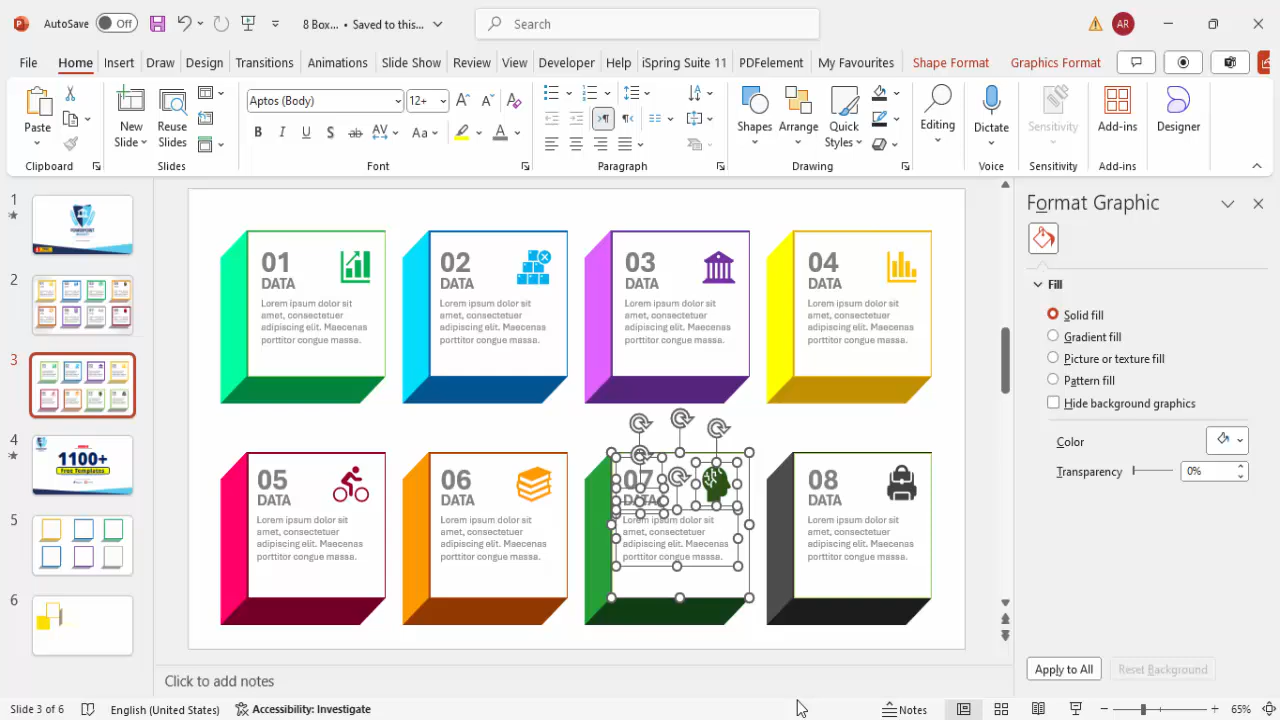 AutoSave Off 8 Box... • Saved to this... Search AR
File Home Insert Draw Design Transitions Animations Slide Show Review View Developer Help iSpring Suite 11 PDFelement My Favourites Shape Format Graphics Format
Aptos (Body) 12+
Paste New Slide Reuse Slides Shapes Arrange Quick Styles Editing Dictate Sensitivity Add-ins Designer
Clipboard Slides Font Paragraph Drawing Voice Sensitivity Add-ins
1
2
3
4
1100+
Free Templates
5
6
01
DATA
Lorem ipsum dolor sit
amet, consectetuer
adipiscing elit. Maecenas
porttitor congue massa.
02
DATA
Lorem ipsum dolor sit
amet, consectetuer
adipiscing elit. Maecenas
porttitor congue massa.
03
DATA
Lorem ipsum dolor sit
amet, consectetuer
adipiscing elit. Maecenas
porttitor congue massa.
04
DATA
Lorem ipsum dolor sit
amet, consectetuer
adipiscing elit. Maecenas
porttitor congue massa.
05
DATA
Lorem ipsum dolor sit
amet, consectetuer
adipiscing elit. Maecenas
porttitor congue massa.
06
DATA
Lorem ipsum dolor sit
amet, consectetuer
adipiscing elit. Maecenas
porttitor congue massa.
07
DATA
Lorem ipsum dolor sit
amet, consectetuer
adipiscing elit. Maecenas
porttitor congue massa.
08
DATA
Lorem ipsum dolor sit
amet, consectetuer
adipiscing elit. Maecenas
porttitor congue massa.
Format Graphic
Fill
Solid fill
Gradient fill
Picture or texture fill
Pattern fill
Hide background graphics
Color
Transparency 0%
Apply to All Reset Background
Click to add notes
Slide 3 of 6 English (United States) Accessibility: Investigate Notes 65%